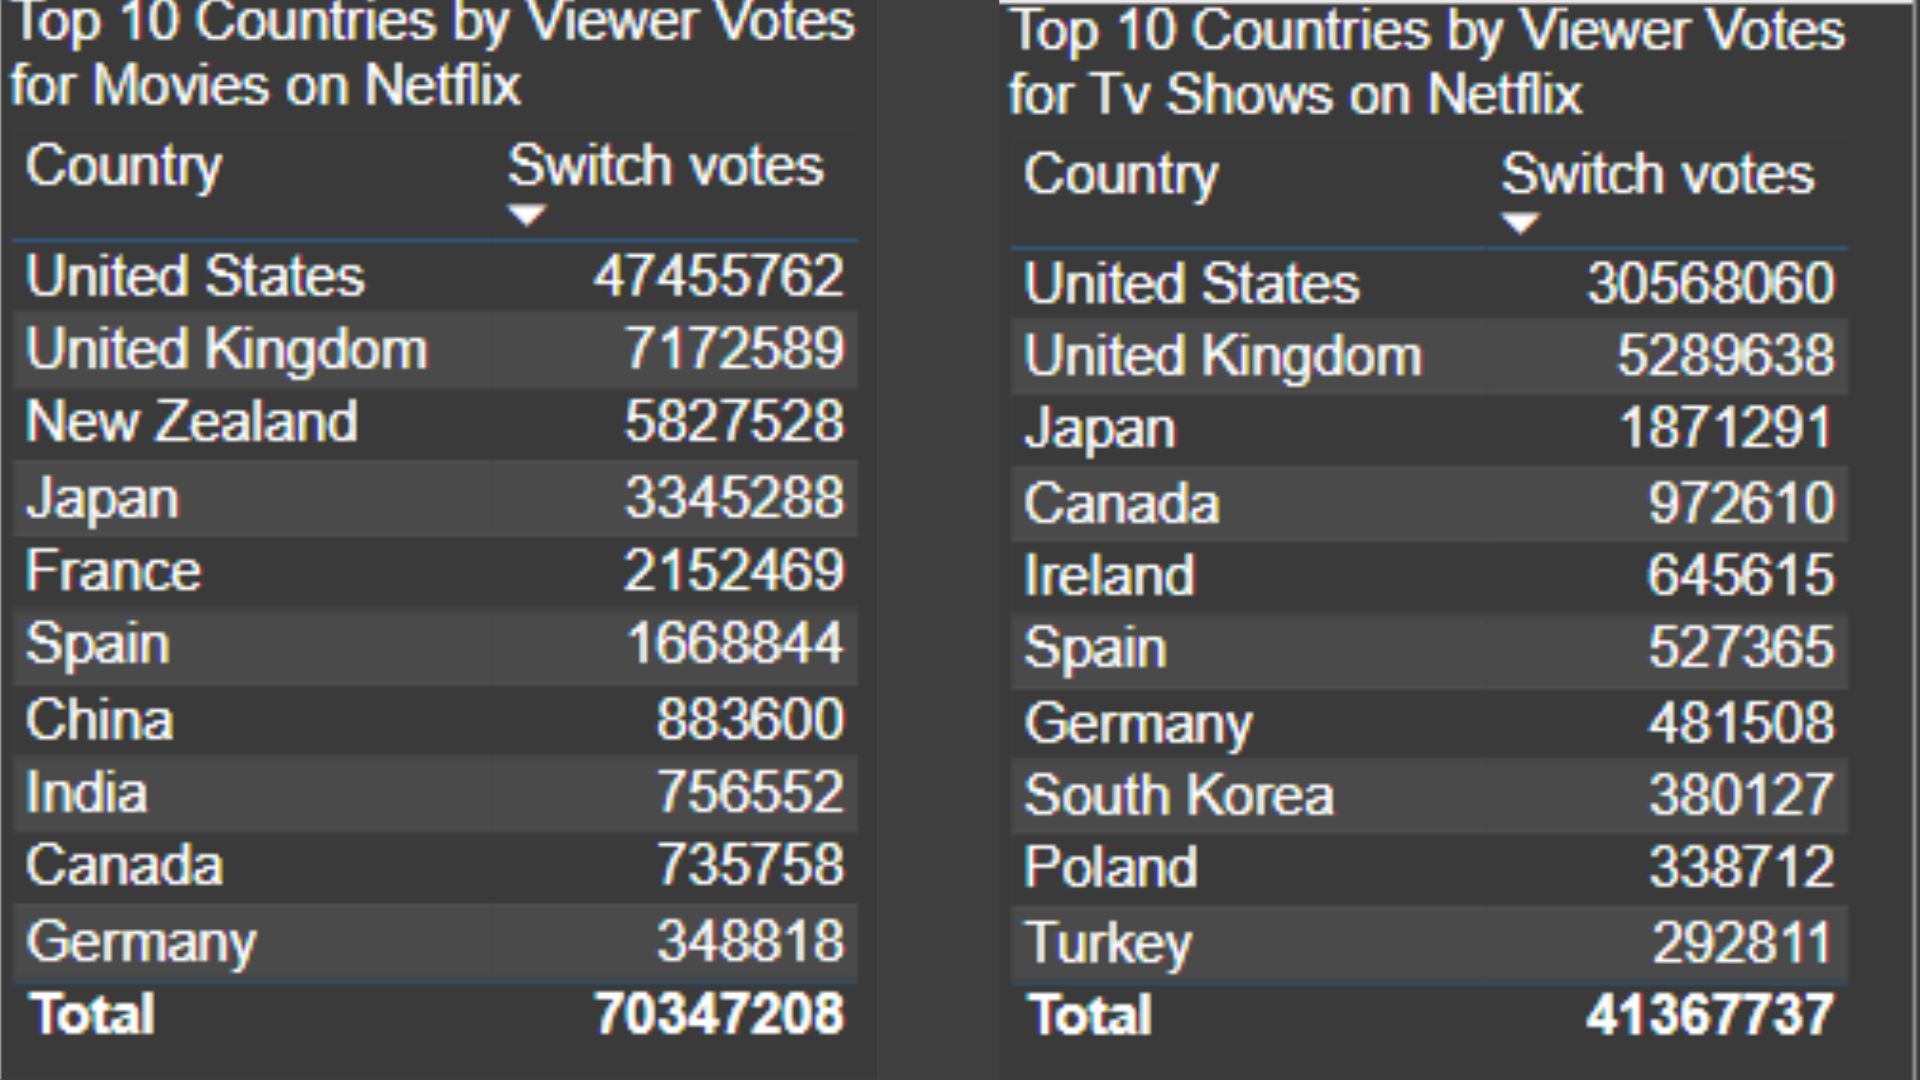 Top 10 Countries by Viewer Votes
for Movies on Netflix
Country Switch votes
United States 47455762
United Kingdom 7172589
New Zealand 5827528
Japan 3345288
France 2152469
Spain 1668844
China 883600
India 756552
Canada 735758
Germany 348818
Total 70347208
Top 10 Countries by Viewer Votes
for Tv Shows on Netflix
Country Switch votes
United States 30568060
United Kingdom 5289638
Japan 1871291
Canada 972610
Ireland 645615
Spain 527365
Germany 481508
South Korea 380127
Poland 338712
Turkey 292811
Total 41367737